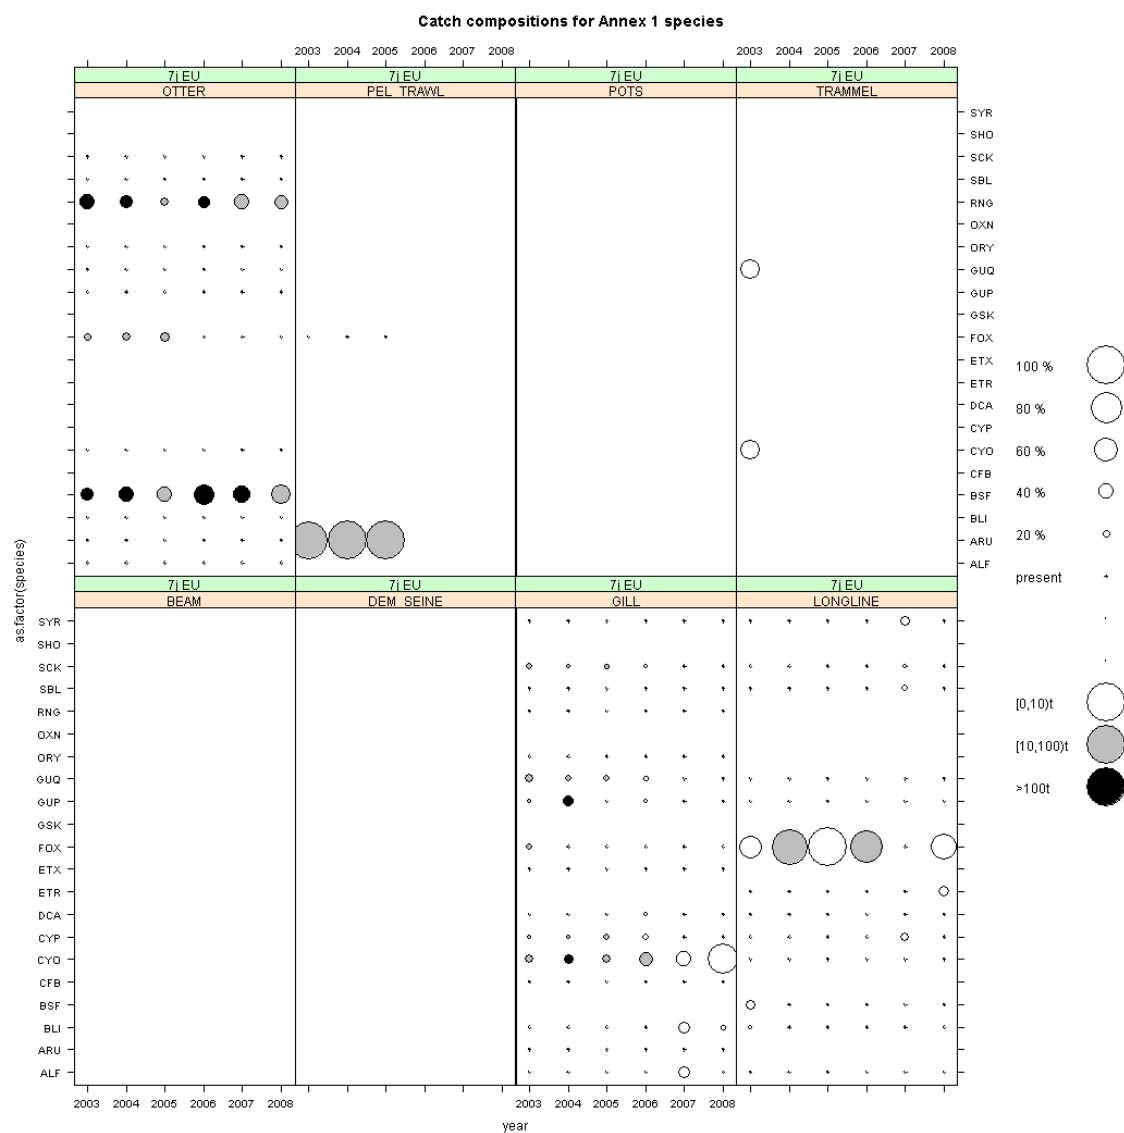 Catch compositions for Annex 1 species
2003 2004 2005 2006 2007 2008 2003 2004 2005 2006 2007 2008
7j EU 7j EU 7j EU 7j EU
OTTER PEL TRAWL POTS TRAMMEL
SYR
SHO
SCK
SBL
RNG
OXN
ORY
GUQ
GUP
GSK
FOX
ETX
ETR
DCA
CYP
CYO
CFB
BSF
BLI
ARU
ALF
100 %
80 %
60 %
40 %
20 %
present
[0,10)t
[10,100)t
>100t
as.factor(species)
7j EU 7j EU 7j EU 7j EU
BEAM DEM SEINE GILL LONGLINE
SYR
SHO
SCK
SBL
RNG
OXN
ORY
GUQ
GUP
GSK
FOX
ETX
ETR
DCA
CYP
CYO
CFB
BSF
BLI
ARU
ALF
2003 2004 2005 2006 2007 2008 2003 2004 2005 2006 2007 2008
year